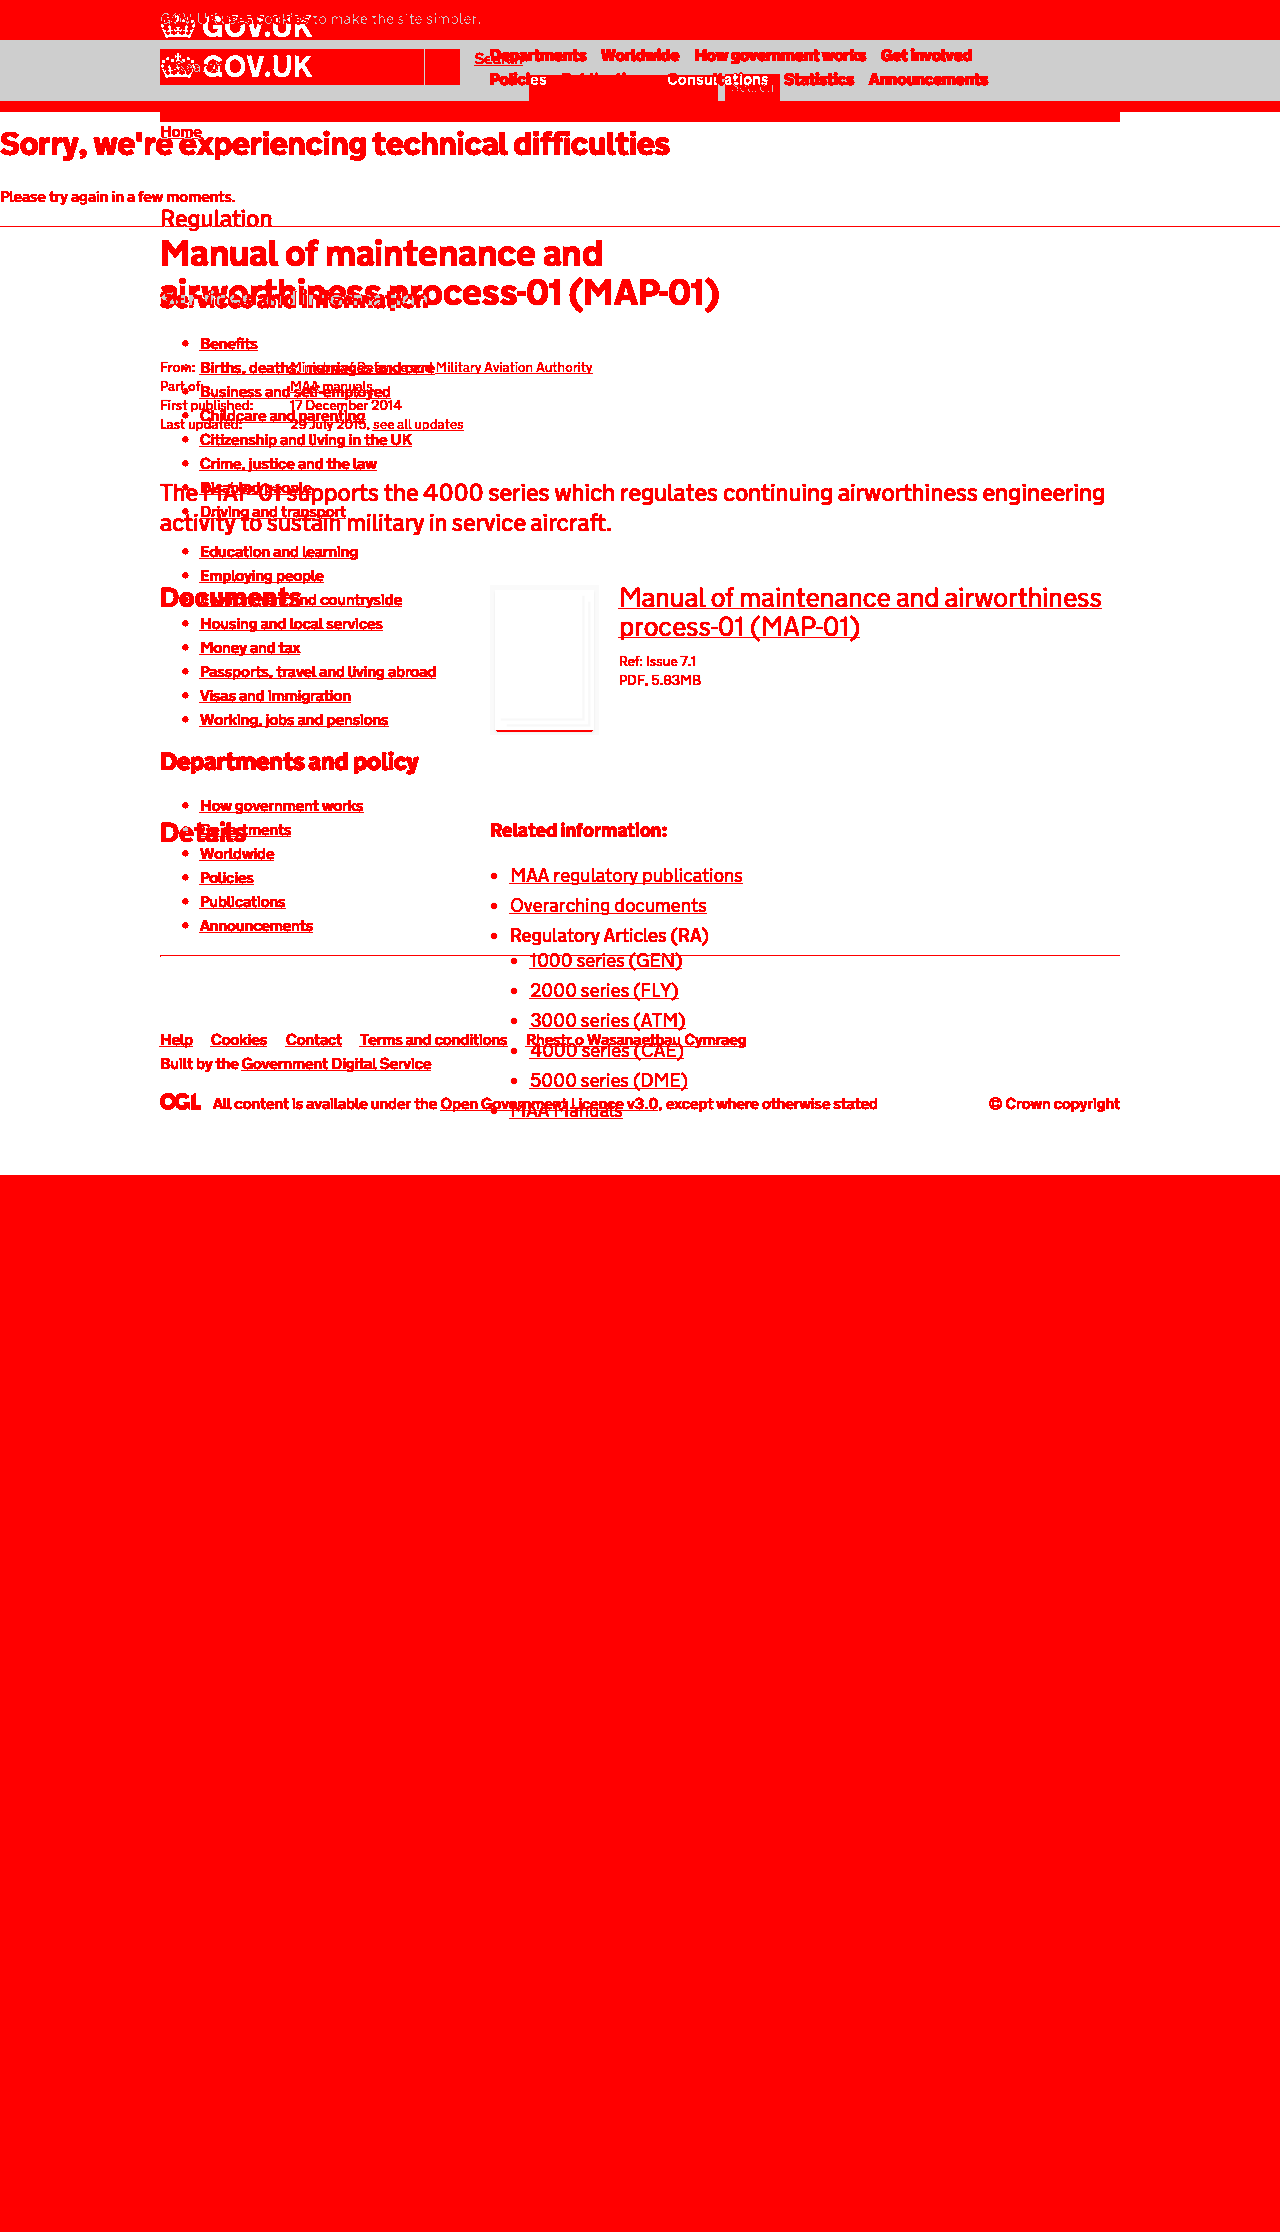 GOV.UK uses cookies to make the site simpler.
GOV.UK
GOV.UK
Search
Search
Departments Worldwide How government works Get involved
Policies Consultations Statistics Announcements
Search
Home
Sorry, we're experiencing technical difficulties
Please try again in a few moments.
Regulation
Manual of maintenance and
airworthiness process-01 (MAP-01)
Services and information
Benefits
Births, deaths, marriages and care
From: Ministry of Defence and Military Aviation Authority
Part of: MAA manuals
Business and self-employed
First published: 17 December 2014
Childcare and parenting
Last updated: 29 July 2015, see all updates
Citizenship and living in the UK
Crime, justice and the law
Disabled people
The MAP-01 supports the 4000 series which regulates continuing airworthiness engineering
activity to sustain military in service aircraft.
Driving and transport
Education and learning
Employing people
Documents
and countryside
Housing and local services
Money and tax
Passports, travel and living abroad
Visas and immigration
Working, jobs and pensions
Manual of maintenance and airworthiness
process-01 (MAP-01)
Ref: Issue 7.1
PDF, 5.83MB
Departments and policy
How government works
Details
Departments
Worldwide
Policies
Publications
Announcements
Related information:
MAA regulatory publications
Overarching documents
Regulatory Articles (RA)
1000 series (GEN)
2000 series (FLY)
3000 series (ATM)
4000 series (CAE)
5000 series (DME)
MAA Manuals
Help Cookies Contact Terms and conditions Rhestr o Wasanaethau Cymraeg
Built by the Government Digital Service
OGL All content is available under the Open Government Licence v3.0, except where otherwise stated
© Crown copyright